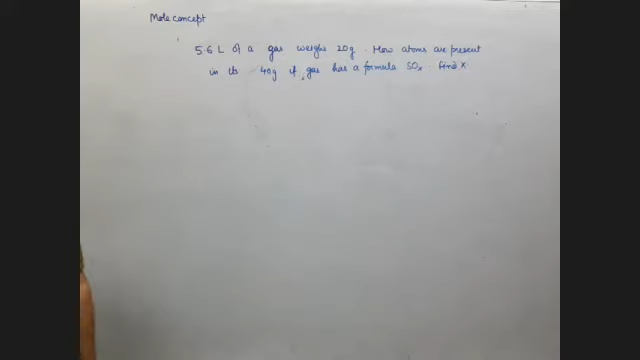 Mole concept
5.6 L of a gas weighs 20g. How atoms are present
in its 40g if gas has a formula SOx. Find x.